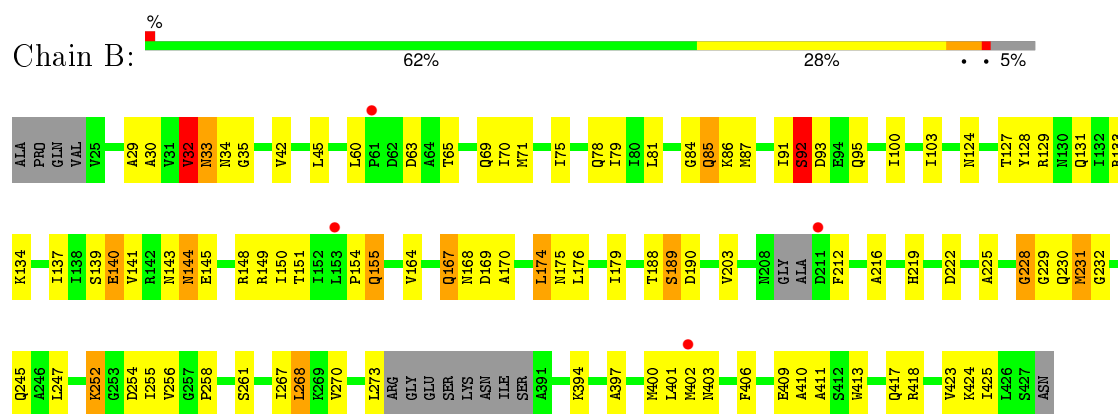 %
Chain B:
62% 28% • • 5%
ALA PRO GLN VAL V25 A29 A30 V31 V32 N33 N34 G35 V42 L45 L60 P61 D62 D63 A64 T65 Q69 I70 M71 I75 Q78 I79 I80 L81 G84 Q85 K86 M87 I91 S92 D93 E94 Q95 I100 I103 N124 T127 Y128 R129 N130 Q131 I132 R133
K134 I137 I138 S139 E140 V141 R142 N143 N144 E145 R148 R149 I150 T151 I152 L153 P154 Q155 V164 Q167 N168 D169 A170 L174 N175 L176 I179 T188 S189 D190 V203 N208 GLY ALA D211 F212 A216 H219 D222 A225 G228 G229 Q230 M231 G232
Q245 A246 L247 K252 G253 D254 I255 V256 G257 P258 S261 I267 L268 K269 V270 L273 ARG GLY GLU SER LYS ASN ILE SER A391 K394 A397 M400 L401 M402 N403 F406 E409 A410 A411 S412 W413 Q417 R418 V423 K424 I425 L426 S427 ASN